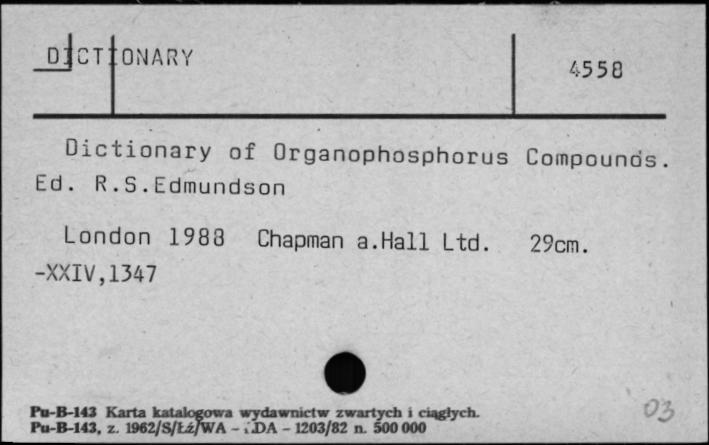 DICTIONARY
4558
Dictionary of Organophosphorus Compounds.
Ed. R.S.Edmundson
London 1988 Chapman a.Hall Ltd. 29cm.
-XXIV,1347
03
Pu-B-143 Karta katalogowa wydawnictw zwartych i ciągłych.
Pu-B-143, z. 1962/S/Łź/WA – DA – 1203/82 n. 500 000